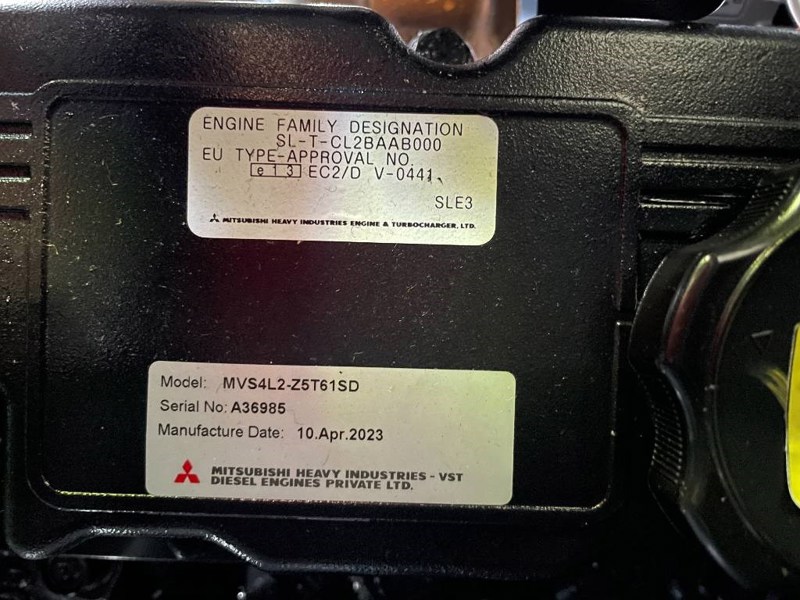 ENGINE FAMILY DESIGNATION
SL-T-CL2BAAB000
EU TYPE-APPROVAL NO.
e13 EC2/D V-0441
SLE3
MITSUBISHI HEAVY INDUSTRIES ENGINE & TURBOCHARGER, LTD.
Model: MVS4L2-Z5T61SD
Serial No: A36985
Manufacture Date: 10.Apr.2023
MITSUBISHI HEAVY INDUSTRIES - VST
DIESEL ENGINES PRIVATE LTD.